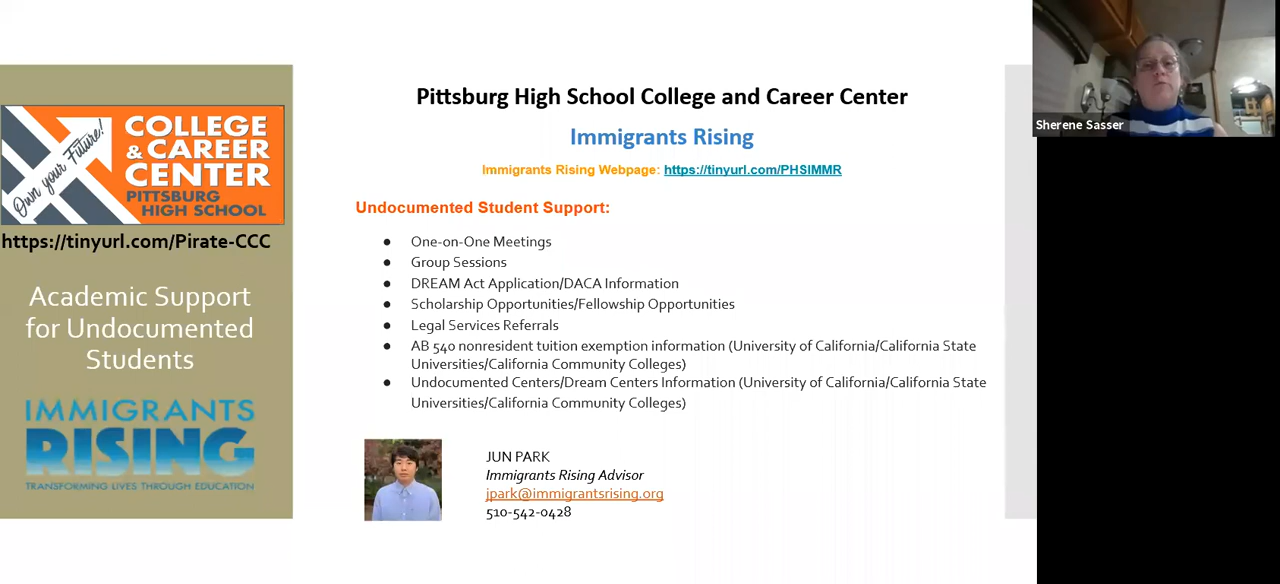 Pittsburg High School College and Career Center
Immigrants Rising
Immigrants Rising Webpage: https://tinyurl.com/PHSIMMR
Undocumented Student Support:
● One-on-One Meetings
● Group Sessions
● DREAM Act Application/DACA Information
● Scholarship Opportunities/Fellowship Opportunities
● Legal Services Referrals
● AB 540 nonresident tuition exemption information (University of California/California State
Universities/California Community Colleges)
● Undocumented Centers/Dream Centers Information (University of California/California State
Universities/California Community Colleges)
JUN PARK
Immigrants Rising Advisor
jpark@immigrantsrising.org
510-542-0428
Own your Future!
COLLEGE
& CAREER
CENTER
PITTSBURG
HIGH SCHOOL
https://tinyurl.com/Pirate-CCC
Academic Support
for Undocumented
Students
IMMIGRANTS
RISING
TRANSFORMING LIVES THROUGH EDUCATION
Sherene Sasser